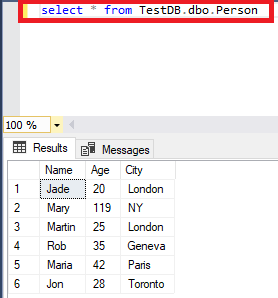 select * from TestDB.dbo.Person
100 %
Results Messages
Name Age City
1 Jade 20 London
2 Mary 119 NY
3 Martin 25 London
4 Rob 35 Geneva
5 Maria 42 Paris
6 Jon 28 Toronto